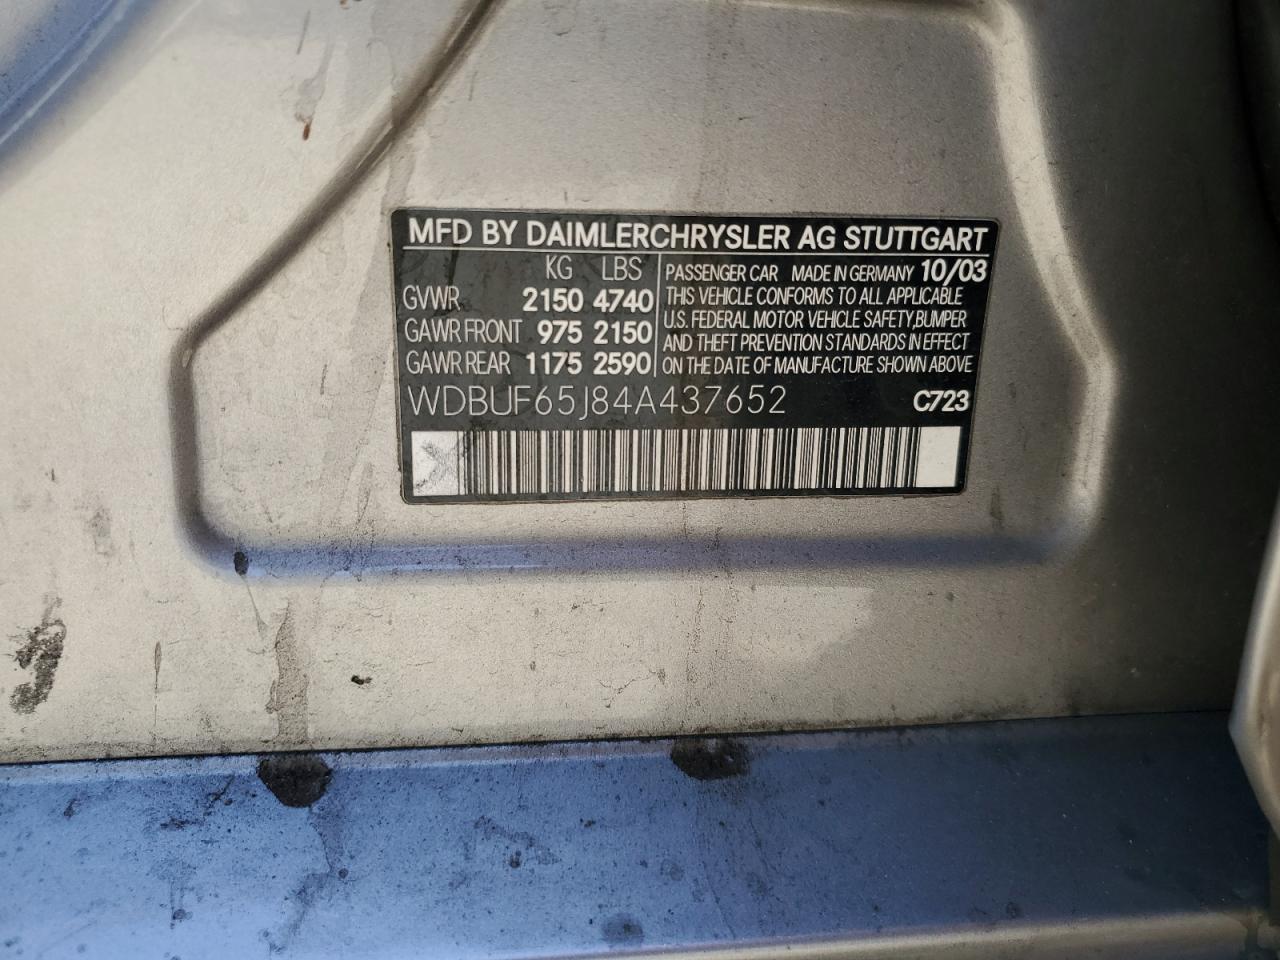 MFD BY DAIMLERCHRYSLER AG STUTTGART
KG LBS
GVWR 2150 4740
GAWR FRONT 975 2150
GAWR REAR 1175 2590
PASSENGER CAR MADE IN GERMANY 10/03
THIS VEHICLE CONFORMS TO ALL APPLICABLE
U.S. FEDERAL MOTOR VEHICLE SAFETY,BUMPER
AND THEFT PREVENTION STANDARDS IN EFFECT
ON THE DATE OF MANUFACTURE SHOWN ABOVE
WDBUF65J84A437652 C723